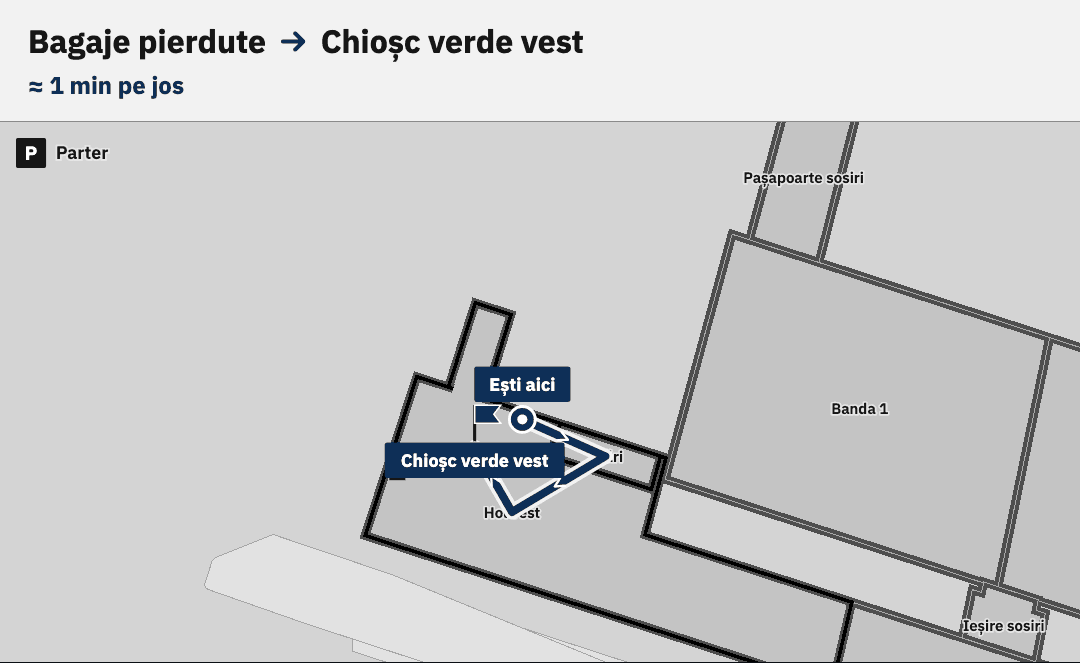 Bagaje pierdute → Chioșc verde vest
≈ 1 min pe jos
P Parter
Pașapoarte sosiri
Ești aici
Banda 1
Chioșc verde vest
Ieșire sosiri